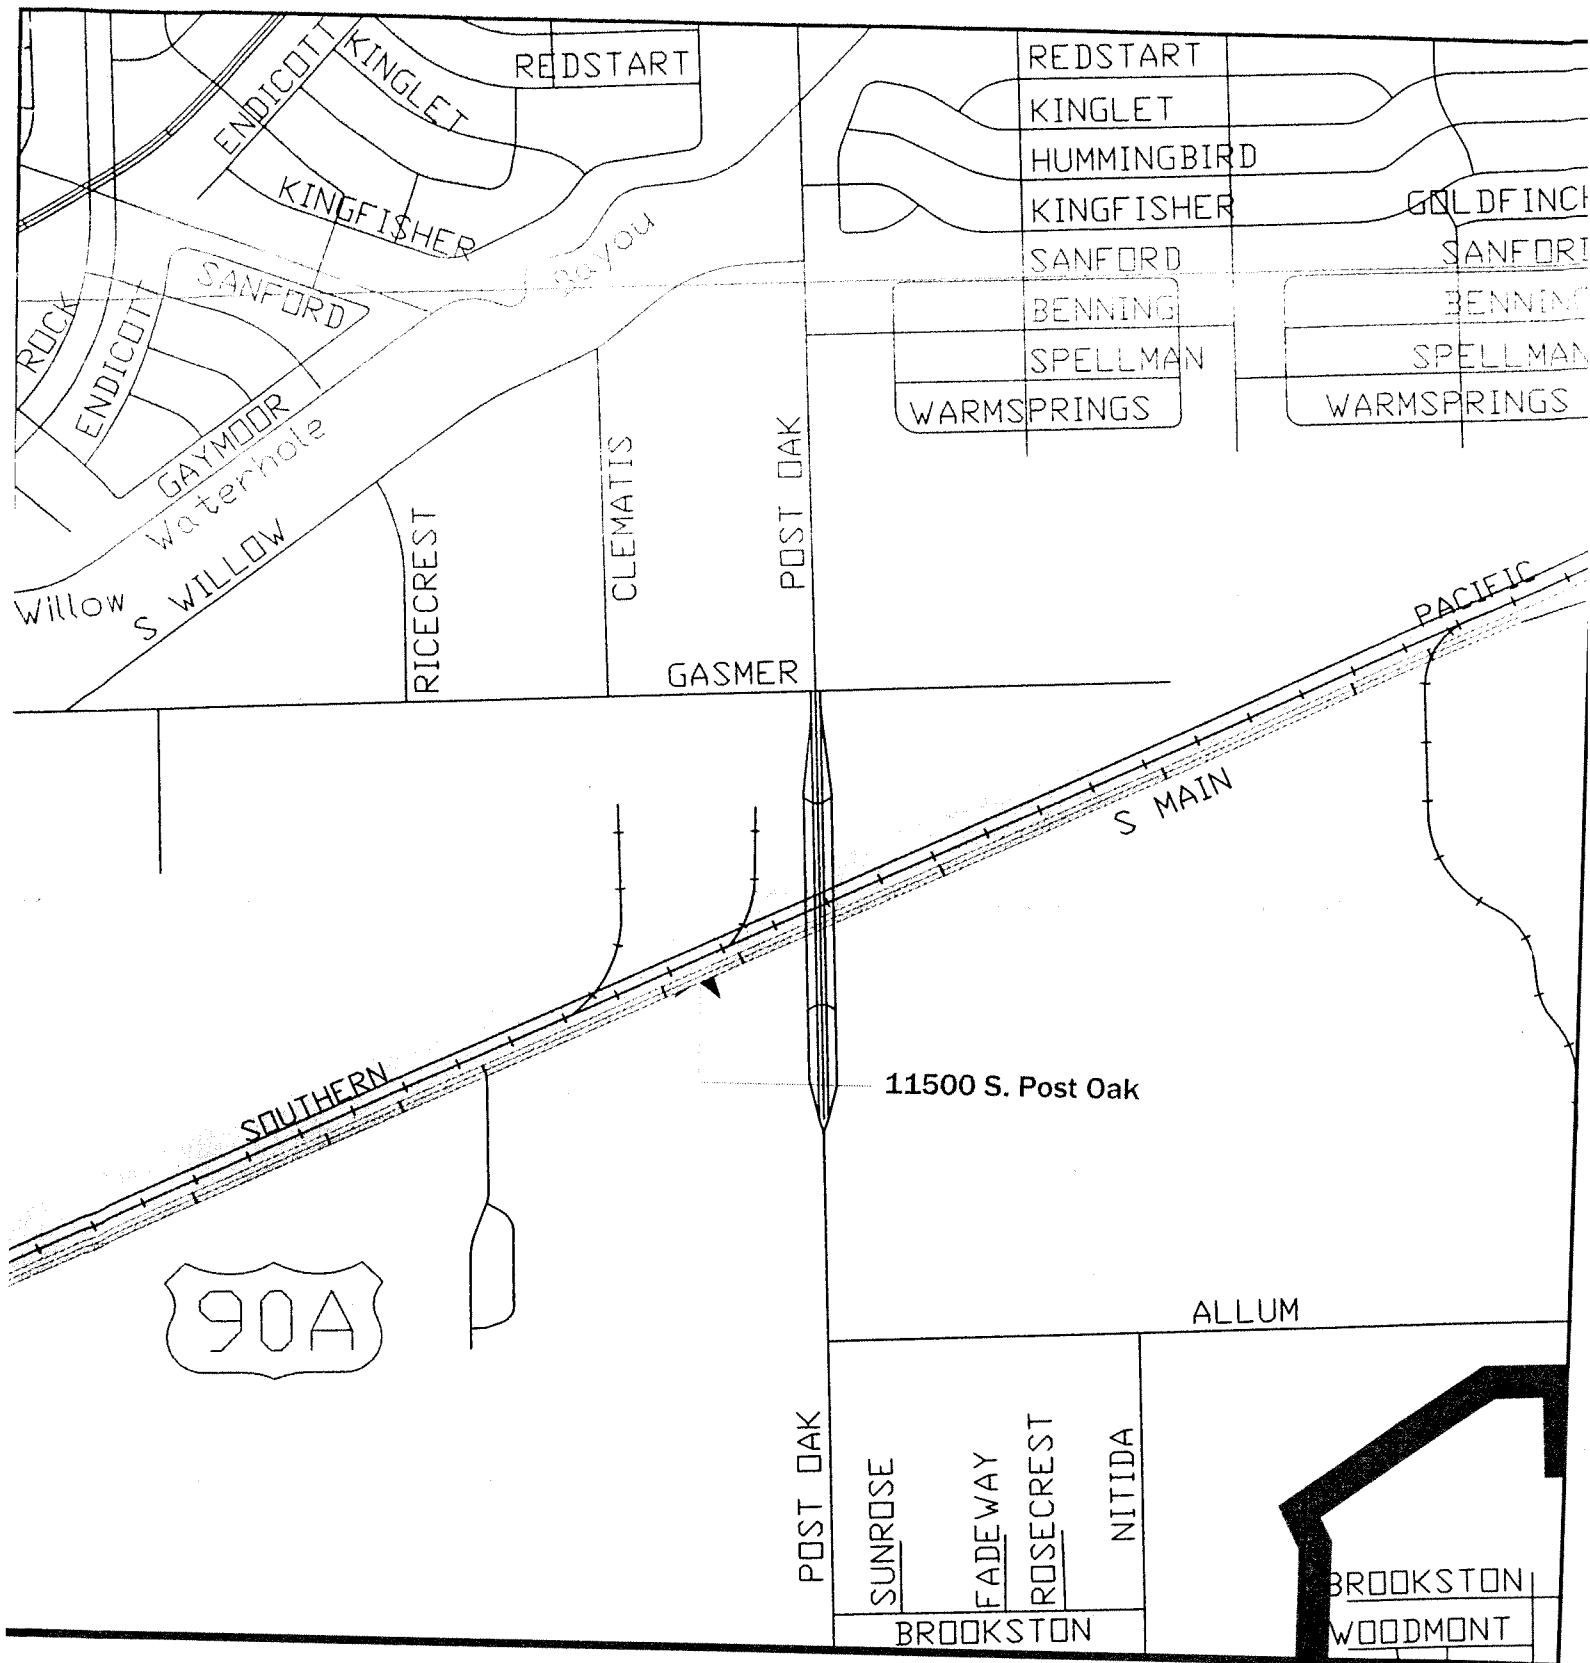 REDSTART
REDSTART
ENDICOTT
KINGLET
KINGLET
HUMMINGBIRD
KINGFISHER
KINGFISHER
GOLDFINCH
SANFORD
SANFORD
SANFORD
Bayou
BENNING
BENNING
ROCK
ENDICOTT
SPELLMAN
SPELLMAN
WARMSPRINGS
WARMSPRINGS
GAYMOOR
Waterhole
CLEMATIS
POST OAK
Willow
S WILLOW
RICECREST
PACIFIC
GASMER
S MAIN
SOUTHERN
11500 S. Post Oak
90A
ALLUM
POST OAK
SUNROSE
FADEWAY
ROSECREST
NITIDA
BROOKSTON
BROOKSTON
WOODMONT